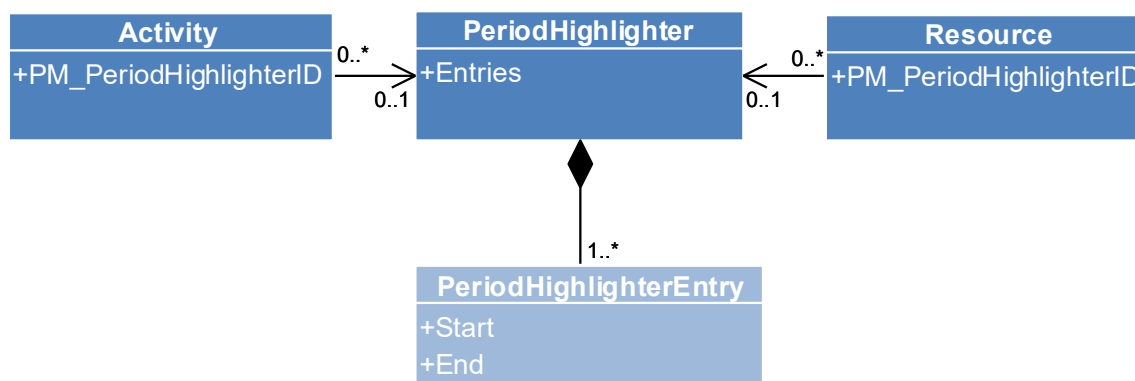 Activity
+PM_PeriodHighlighterID
0..*
0..1
PeriodHighlighter
+Entries
0..*
0..1
Resource
+PM_PeriodHighlighterID
1..*
PeriodHighlighterEntry
+Start
+End